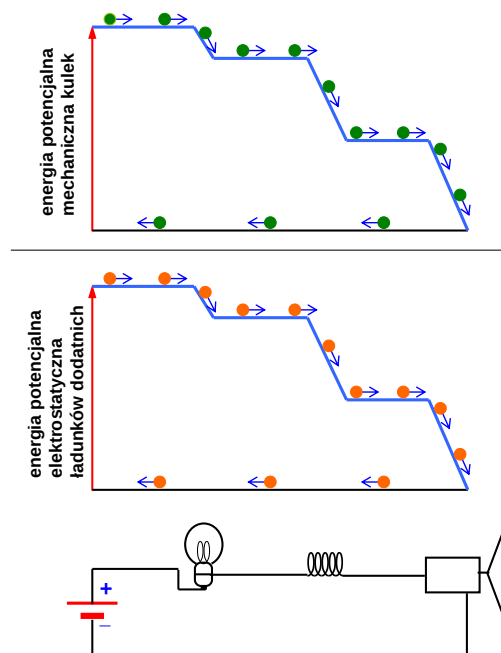 energia potencjalna
mechaniczna kulek
energia potencjalna
elektrostatyczna
ładunków dodatnich
+
–